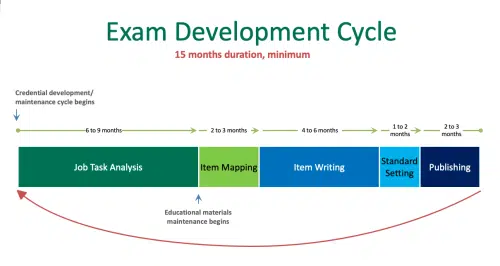 Exam Development Cycle
15 months duration, minimum
Credential development/
maintenance cycle begins
6 to 9 months
2 to 3 months
4 to 6 months
1 to 2
months
2 to 3
months
Job Task Analysis
Item Mapping
Item Writing
Standard
Setting
Publishing
Educational materials
maintenance begins